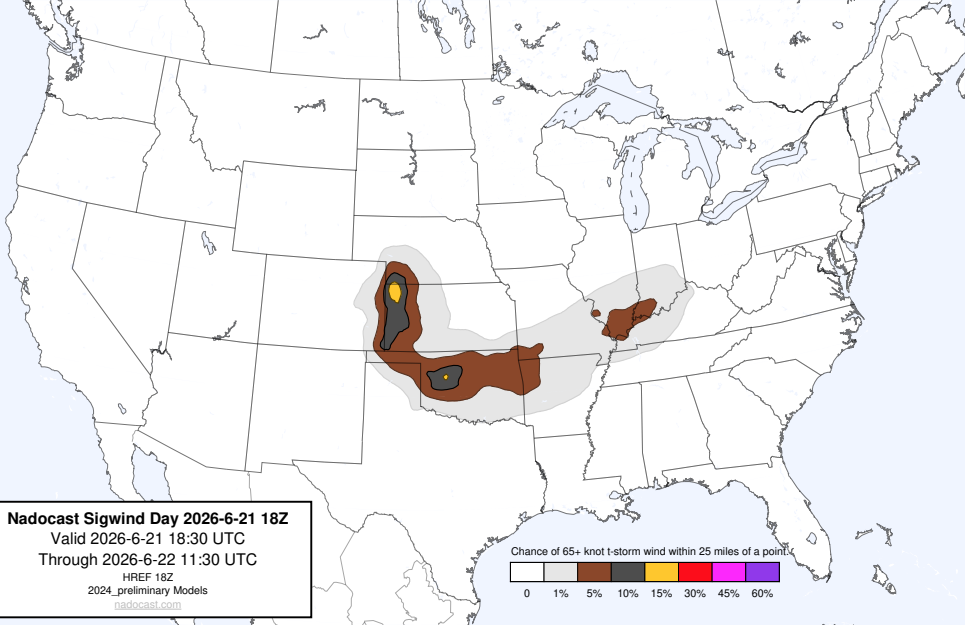 Nadocast Sigwind Day 2026-6-21 18Z
Valid 2026-6-21 18:30 UTC
Through 2026-6-22 11:30 UTC
HREF 18Z
2024_preliminary Models
nadocast.com
Chance of 65+ knot t-storm wind within 25 miles of a point.
0 1% 5% 10% 15% 30% 45% 60%